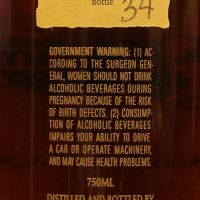 Bottle 34
GOVERNMENT WARNING: (1) AC-
CORDING TO THE SURGEON GEN-
ERAL, WOMEN SHOULD NOT DRINK
ALCOHOLIC BEVERAGES DURING
PREGNANCY BECAUSE OF THE RISK
OF BIRTH DEFECTS. (2) CONSUMP-
TION OF ALCOHOLIC BEVERAGES
IMPAIRS YOUR ABILITY TO DRIVE
A CAR OR OPERATE MACHINERY,
AND MAY CAUSE HEALTH PROBLEMS.
750ML
DISTILLED AND BOTTLED BY